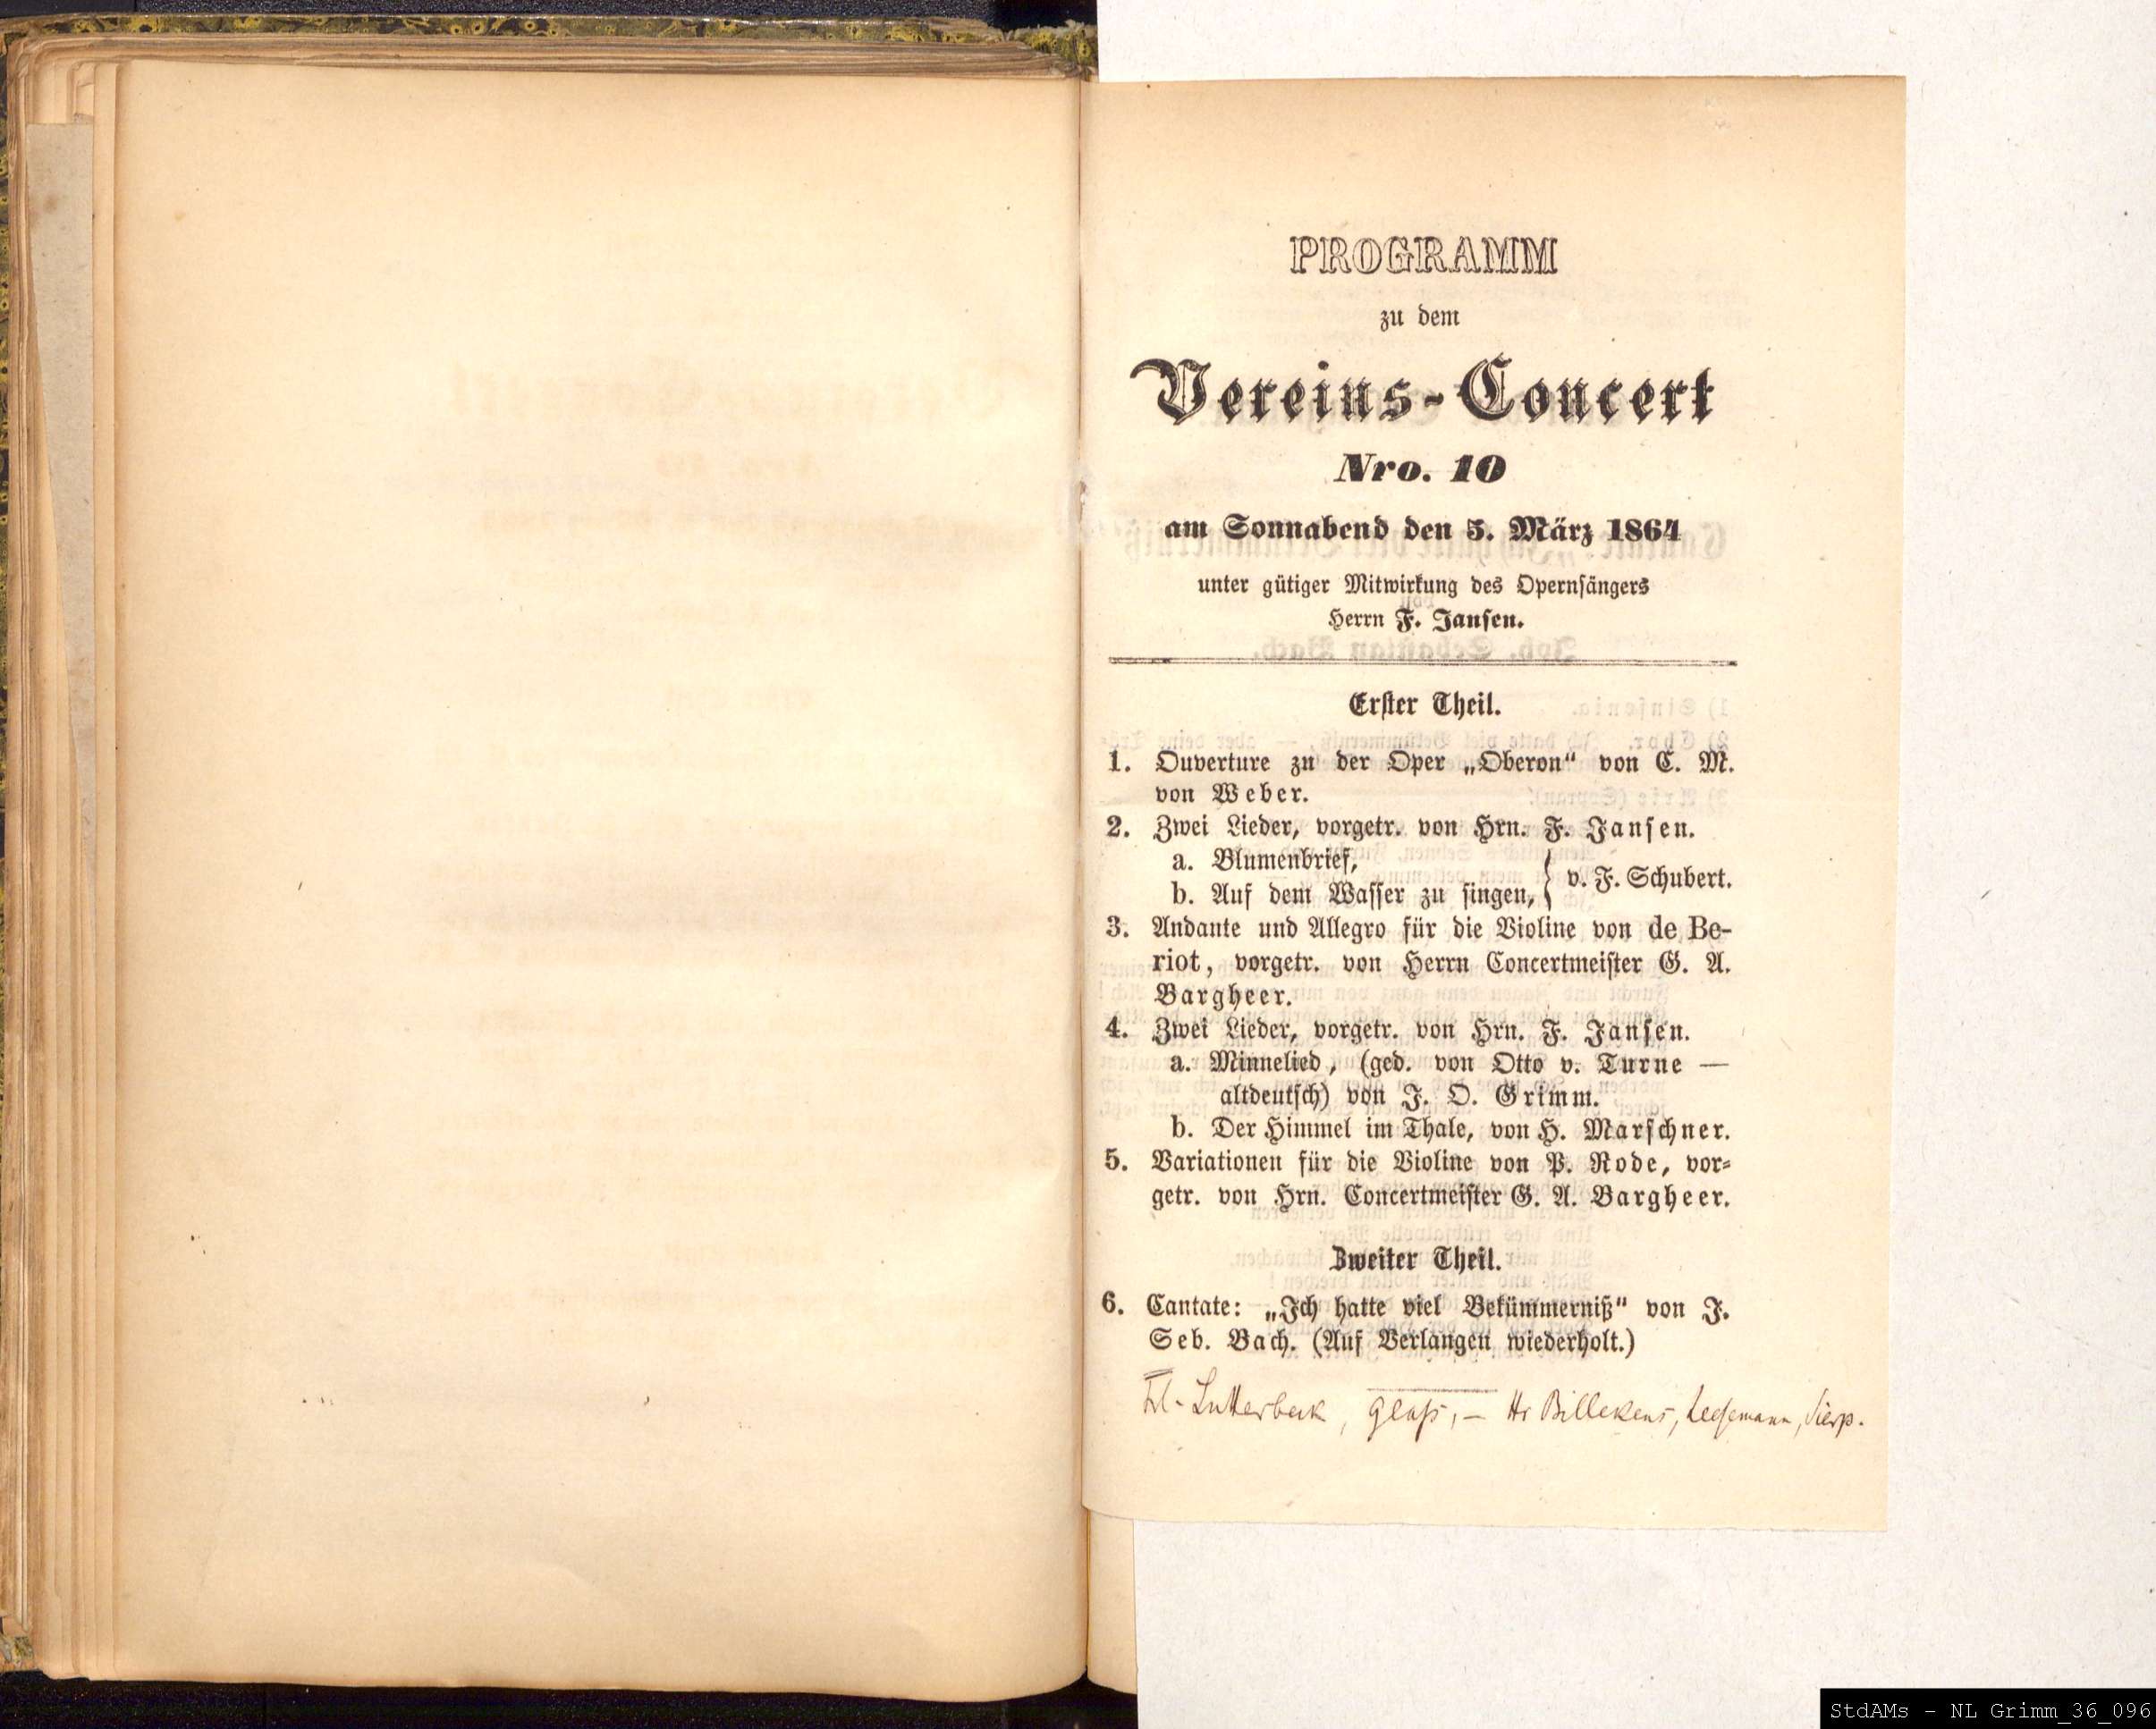 PROGRAMM
zu dem
Vereins-Concert
Nro. 10
am Sonnabend den 5. März 1864
unter gütiger Mitwirkung des Opernsängers
Herrn F. Jansen.
Erster Theil.
1. Ouverture zu der Oper „Oberon“ von C. M.
von Weber.
2. Zwei Lieder, vorgetr. von Hrn. F. Jansen.
a. Blumenbrief,
b. Auf dem Wasser zu singen, } v. F. Schubert.
3. Andante und Allegro für die Violine von de Be-
riot, vorgetr. von Herrn Concertmeister G. A.
Bargheer.
4. Zwei Lieder, vorgetr. von Hrn. F. Jansen.
a. Minnelied, (ged. von Otto v. Turne —
altdeutsch) von J. O. Grimm.
b. Der Himmel im Thale, von H. Marschner.
5. Variationen für die Violine von P. Rode, vor-
getr. von Hrn. Concertmeister G. A. Bargheer.
Zweiter Theil.
6. Cantate: „Ich hatte viel Bekümmerniß“ von J.
Seb. Bach. (Auf Verlangen wiederholt.)
Frl. Lutterbeck, – Hr Billekens,
StdAMs - NL Grimm_36_096